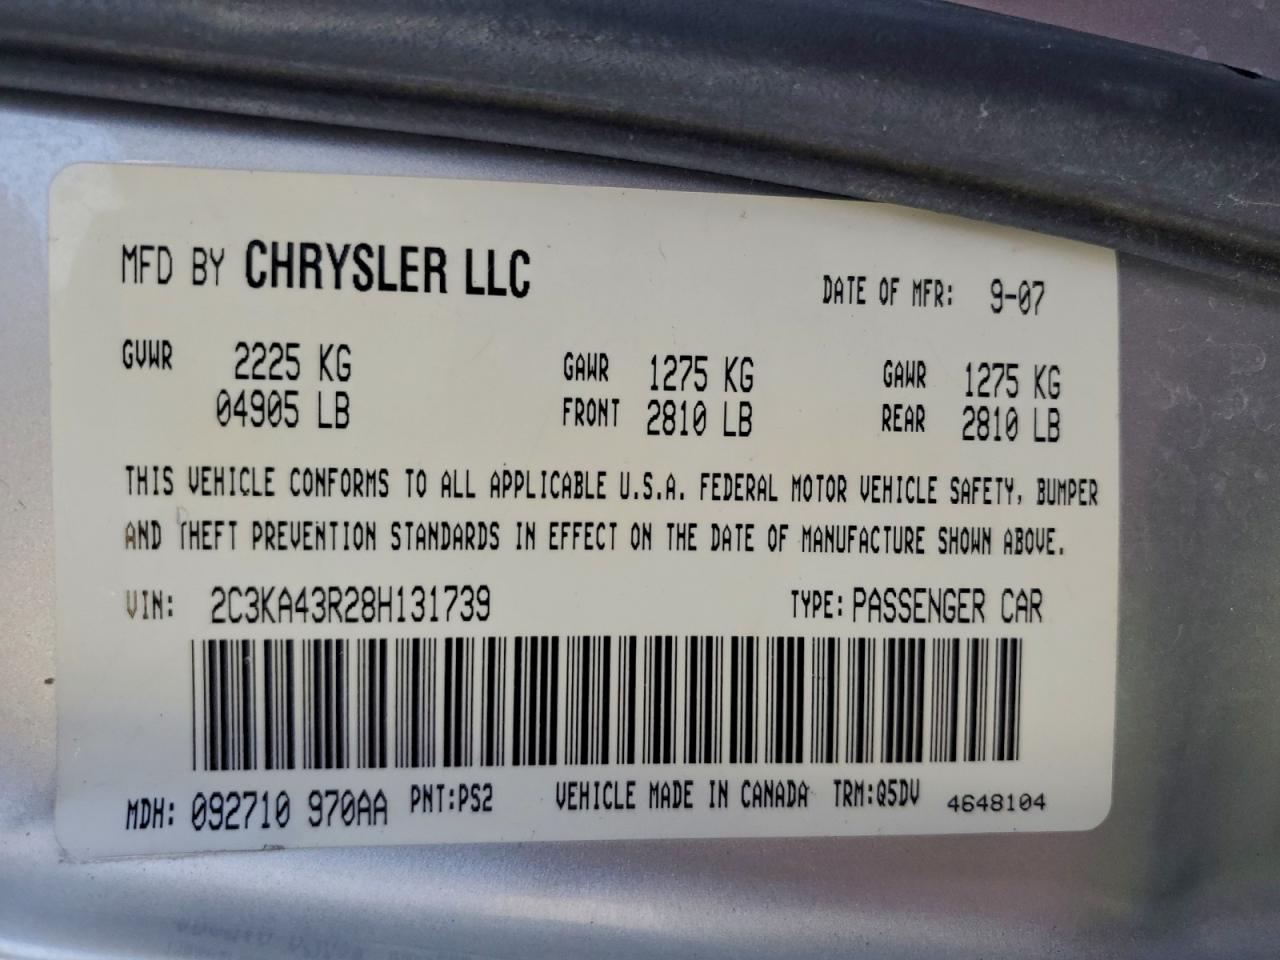 MFD BY CHRYSLER LLC DATE OF MFR: 9-07
GVWR 2225 KG GAWR 1275 KG GAWR 1275 KG
04905 LB FRONT 2810 LB REAR 2810 LB
THIS VEHICLE CONFORMS TO ALL APPLICABLE U.S.A. FEDERAL MOTOR VEHICLE SAFETY, BUMPER
AND THEFT PREVENTION STANDARDS IN EFFECT ON THE DATE OF MANUFACTURE SHOWN ABOVE.
VIN: 2C3KA43R28H131739 TYPE: PASSENGER CAR
MDH: 092710 970AA PNT:PS2 VEHICLE MADE IN CANADA TRM:Q5DV 4648104